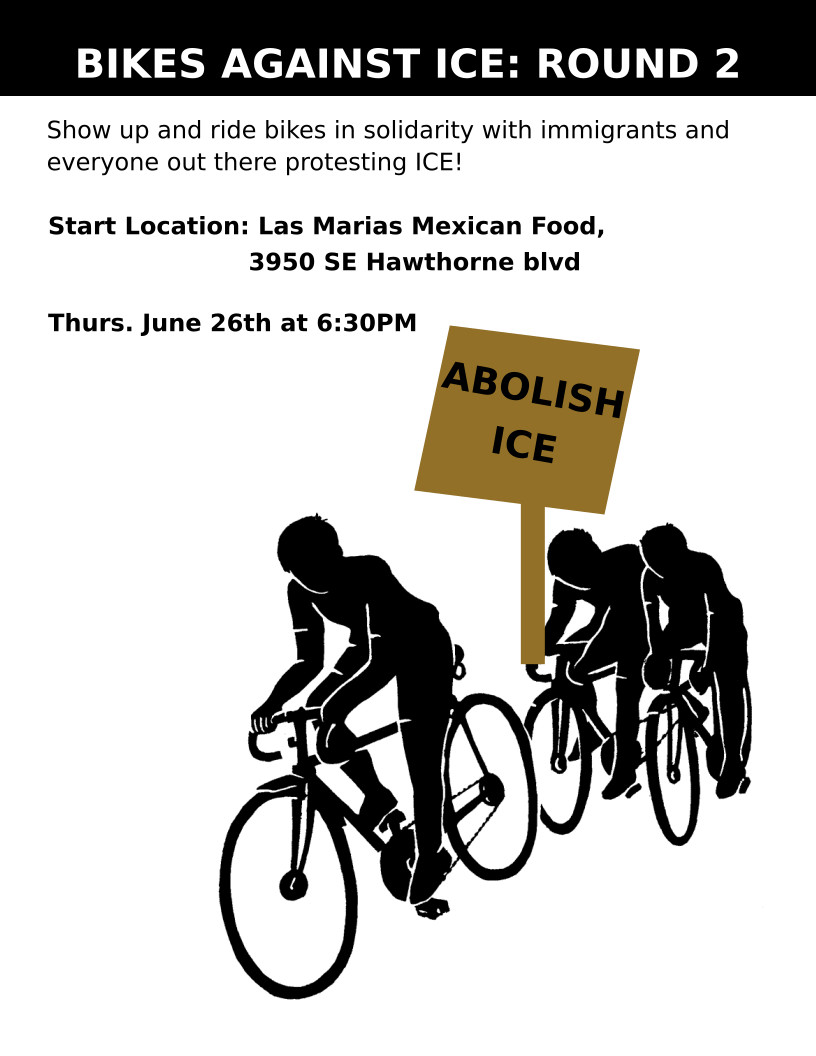 BIKES AGAINST ICE: ROUND 2
Show up and ride bikes in solidarity with immigrants and
everyone out there protesting ICE!
Start Location: Las Marias Mexican Food,
3950 SE Hawthorne blvd
Thurs. June 26th at 6:30PM
ABOLISH
ICE